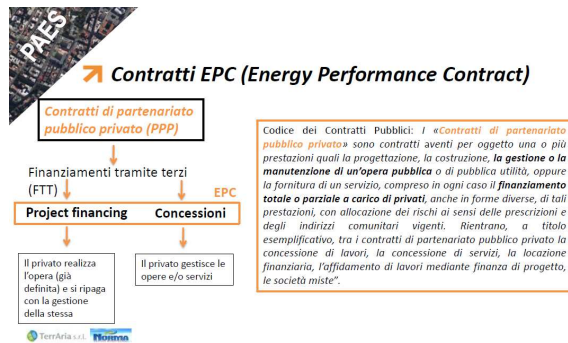 PAES
Contratti EPC (Energy Performance Contract)
Contratti di partenariato
pubblico privato (PPP)
Finanziamenti tramite terzi
(FTT)
EPC
Project financing
Concessioni
Il privato realizza
l'opera (già
definita) e si ripaga
con la gestione
della stessa
Il privato gestisce le
opere e/o servizi
Codice dei Contratti Pubblici: I «Contratti di partenariato
pubblico privato» sono contratti aventi per oggetto una o più
prestazioni quali la progettazione, la costruzione, la gestione o la
manutenzione di un'opera pubblica o di pubblica utilità, oppure
la fornitura di un servizio, compreso in ogni caso il finanziamento
totale o parziale a carico di privati, anche in forme diverse, di tali
prestazioni, con allocazione dei rischi ai sensi delle prescrizioni e
degli indirizzi comunitari vigenti. Rientrano, a titolo
esemplificativo, tra i contratti di partenariato pubblico privato la
concessione di lavori, la concessione di servizi, la locazione
finanziaria, l'affidamento di lavori mediante finanza di progetto,
le società miste".
TerrAria s.r.l.
Norma